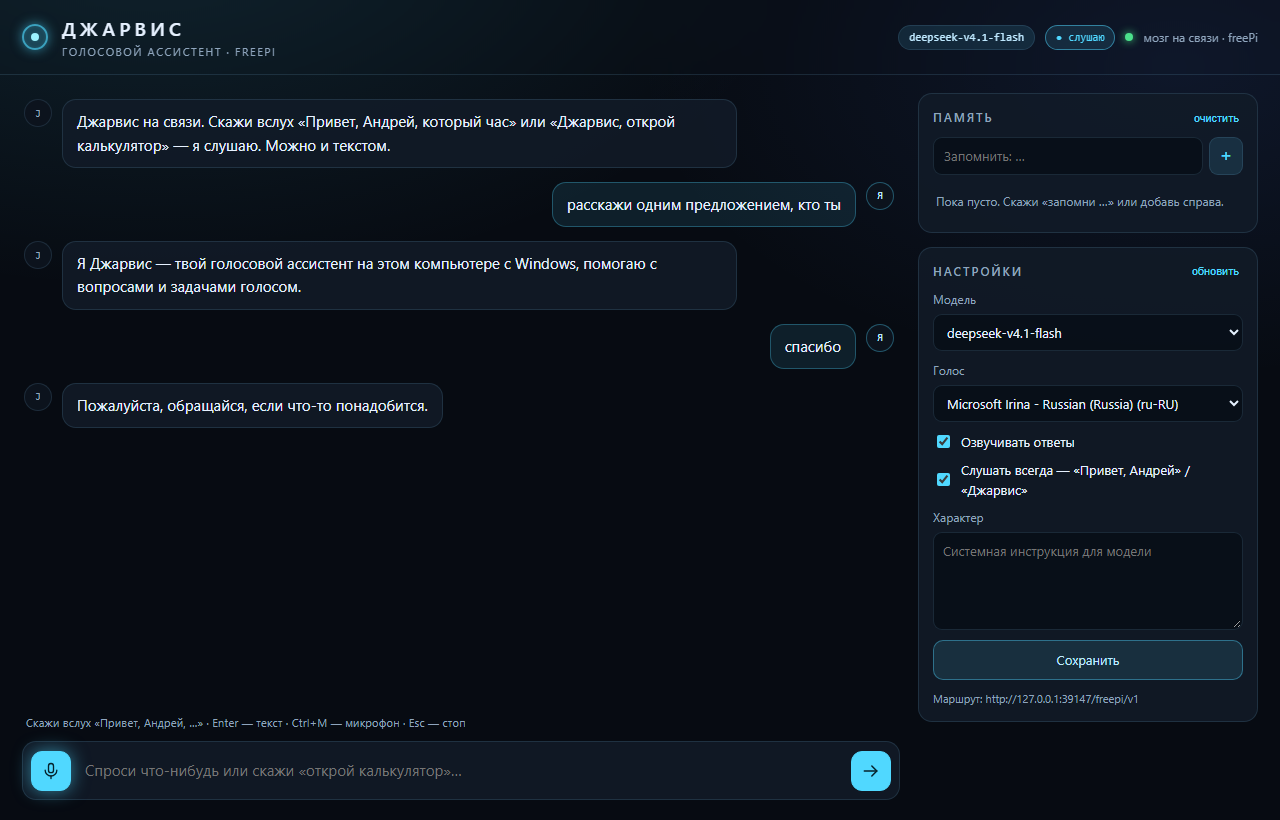 ДЖАРВИС
ГОЛОСОВОЙ АССИСТЕНТ · FREEPI
deepseek-v4.1-flash
слушаю
мозг на связи · freePi
J
Джарвис на связи. Скажи вслух «Привет, Андрей, который час» или «Джарвис, открой
калькулятор» — я слушаю. Можно и текстом.
расскажи одним предложением, кто ты
Я
J
Я Джарвис — твой голосовой ассистент на этом компьютере с Windows, помогаю с
вопросами и задачами голосом.
спасибо
Я
J
Пожалуйста, обращайся, если что-то понадобится.
Скажи вслух «Привет, Андрей, ...» · Enter — текст · Ctrl+M — микрофон · Esc — стоп
Спроси что-нибудь или скажи «открой калькулятор»...
ПАМЯТЬ
очистить
Запомнить: ...
+
Пока пусто. Скажи «запомни ...» или добавь справа.
НАСТРОЙКИ
обновить
Модель
deepseek-v4.1-flash
Голос
Microsoft Irina - Russian (Russia) (ru-RU)
Озвучивать ответы
Слушать всегда — «Привет, Андрей» /
«Джарвис»
Характер
Системная инструкция для модели
Сохранить
Маршрут: http://127.0.0.1:39147/freepi/v1